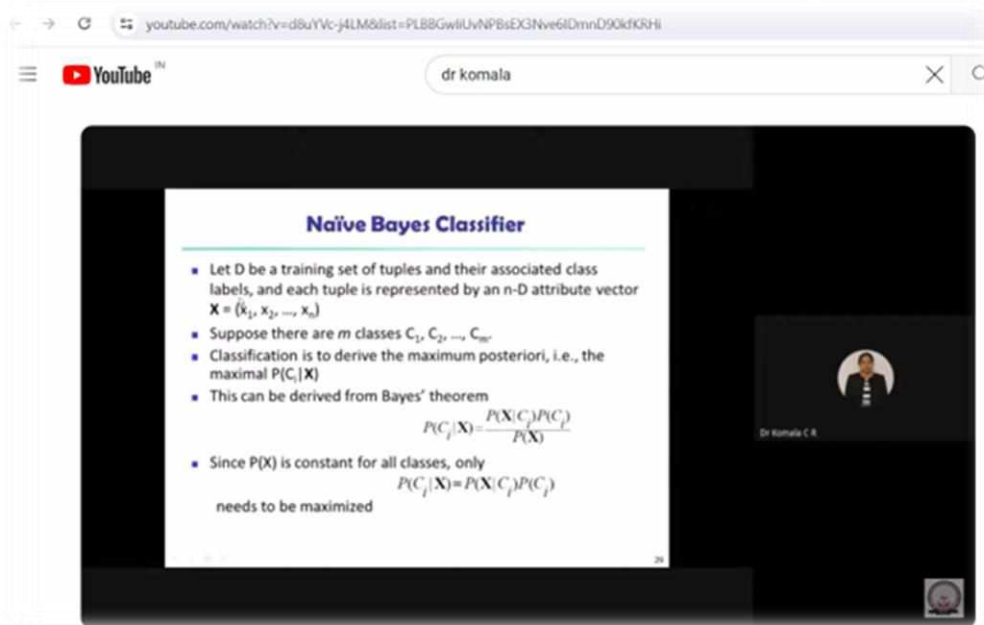 youtube.com/watch?v=d8uYVc-j4LM&list=PLBBGwIiUvNPBsEX3Nve6IDmnD90kfKRHi
YouTube IN
dr komala
Naïve Bayes Classifier
Let D be a training set of tuples and their associated class
labels, and each tuple is represented by an n-D attribute vector
X = (x₁, x₂, …, xₙ)
Suppose there are m classes C₁, C₂, …, Cₘ.
Classification is to derive the maximum posteriori, i.e., the
maximal P(Cᵢ|X)
This can be derived from Bayes' theorem
P(Cᵢ|X)=P(X|Cᵢ)P(Cᵢ)/P(X)
Since P(X) is constant for all classes, only
P(Cᵢ|X)=P(X|Cᵢ)P(Cᵢ)
needs to be maximized
Dr Komala C R